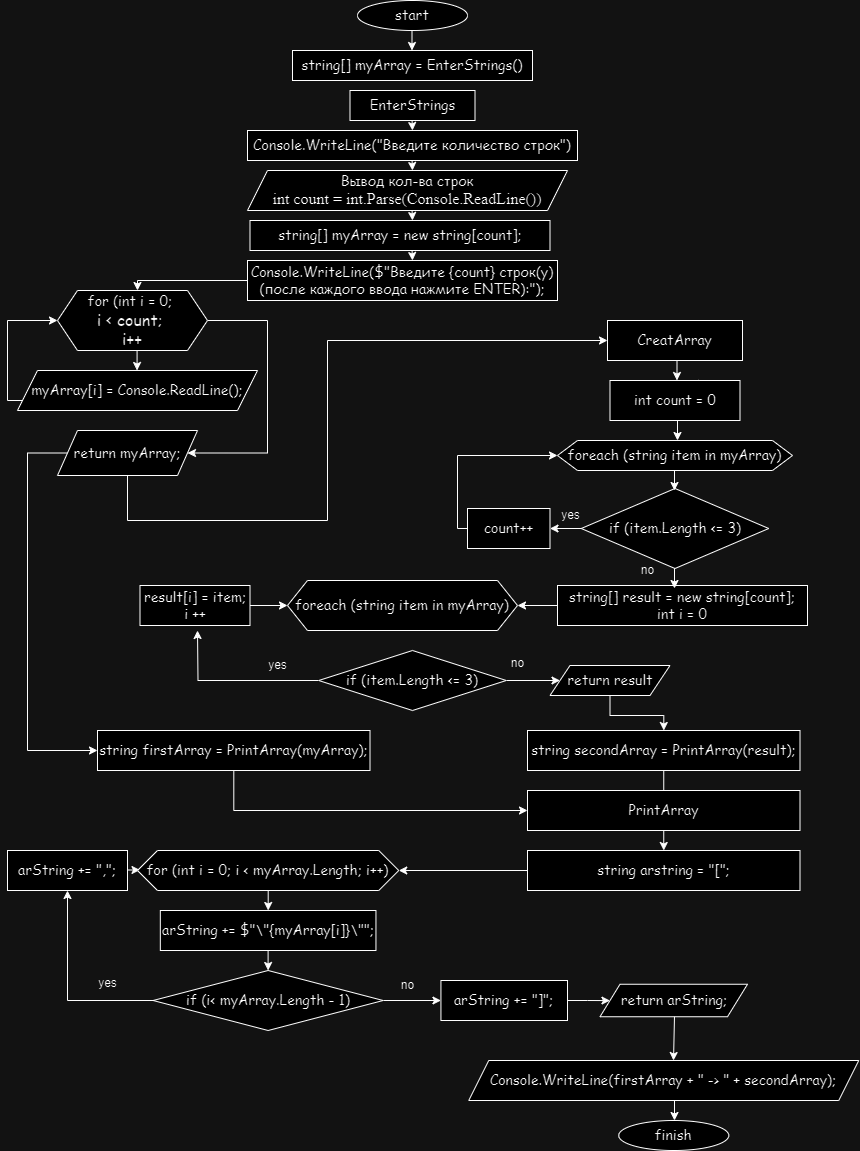 start
string[] myArray = EnterStrings()
EnterStrings
Console.WriteLine("Введите количество строк")
Вывод кол-ва строк
int count = int.Parse(Console.ReadLine())
string[] myArray = new string[count];
Console.WriteLine($"Введите {count} строк(у)
(после каждого ввода нажмите ENTER):");
for (int i = 0;
i < count;
i++
myArray[i] = Console.ReadLine();
return myArray;
CreatArray
int count = 0
foreach (string item in myArray)
if (item.Length <= 3)
yes
count++
no
string[] result = new string[count];
int i = 0
foreach (string item in myArray)
result[i] = item;
i ++
if (item.Length <= 3)
yes
no
return result
string firstArray = PrintArray(myArray);
string secondArray = PrintArray(result);
PrintArray
string arstring = "[";
for (int i = 0; i < myArray.Length; i++)
arString += ",";
arString += $"\"{myArray[i]}\"";
if (i< myArray.Length - 1)
yes
no
arString += "]";
return arString;
Console.WriteLine(firstArray + " -> " + secondArray);
finish